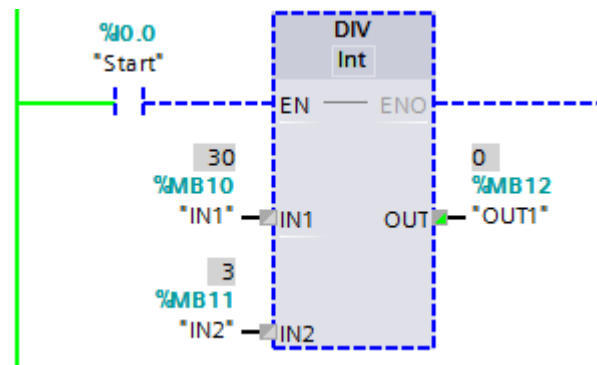 %I0.0
"Start"
DIV
Int
EN
ENO
30
%MB10
"IN1"
IN1
0
%MB12
"OUT1"
OUT
3
%MB11
"IN2"
IN2